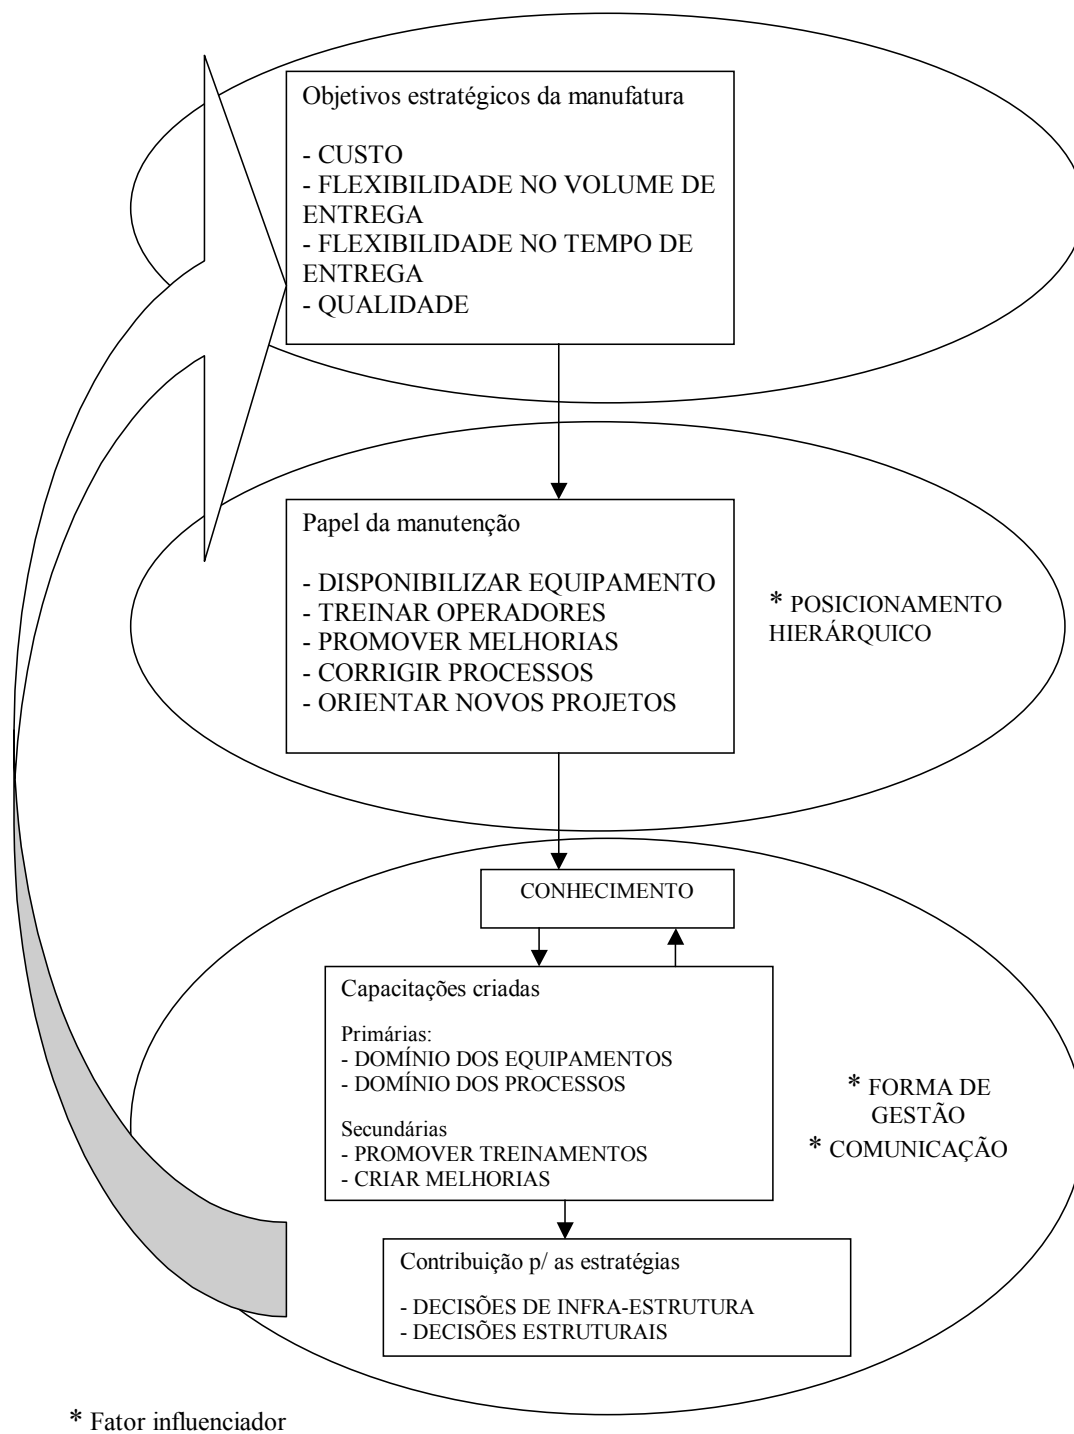 Objetivos estratégicos da manufatura
- CUSTO
- FLEXIBILIDADE NO VOLUME DE
ENTREGA
- FLEXIBILIDADE NO TEMPO DE
ENTREGA
- QUALIDADE
Papel da manutenção
- DISPONIBILIZAR EQUIPAMENTO
- TREINAR OPERADORES
- PROMOVER MELHORIAS
- CORRIGIR PROCESSOS
- ORIENTAR NOVOS PROJETOS
* POSICIONAMENTO
HIERÁRQUICO
CONHECIMENTO
Capacitações criadas
Primárias:
- DOMÍNIO DOS EQUIPAMENTOS
- DOMÍNIO DOS PROCESSOS
Secundárias
- PROMOVER TREINAMENTOS
- CRIAR MELHORIAS
* FORMA DE
GESTÃO
* COMUNICAÇÃO
Contribuição p/ as estratégias
- DECISÕES DE INFRA-ESTRUTURA
- DECISÕES ESTRUTURAIS
* Fator influenciador